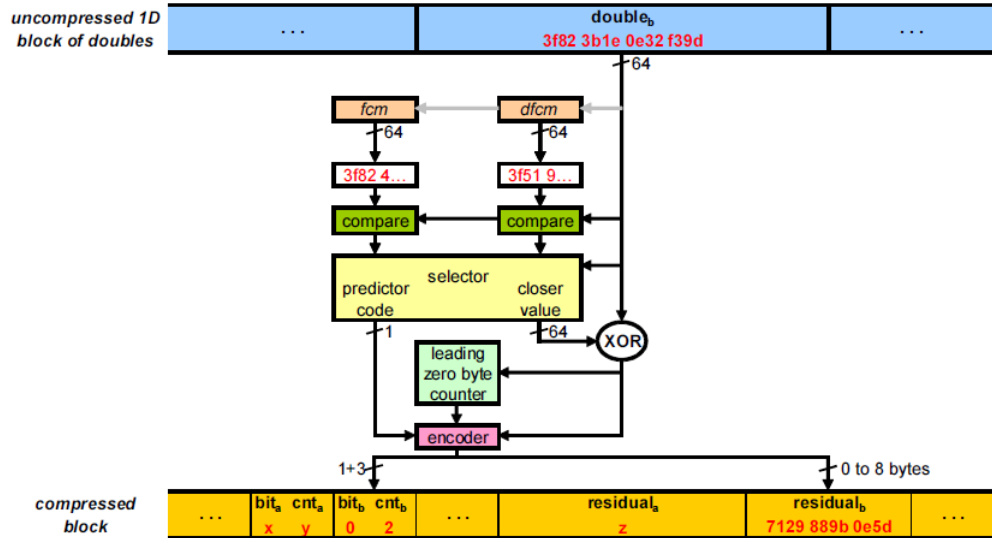 uncompressed 1D
block of doubles
. . .
double_b
3f82 3b1e 0e32 f39d
. . .
64
fcm
dfcm
64
64
3f82 4...
3f51 9...
compare
compare
selector
predictor
code
closer
value
1
64
XOR
leading
zero byte
counter
encoder
1+3
0 to 8 bytes
compressed
block
. . .
bit_a cnt_a
x y
bit_b cnt_b
0 2
. . .
residual_a
z
residual_b
7129 889b 0e5d
. . .